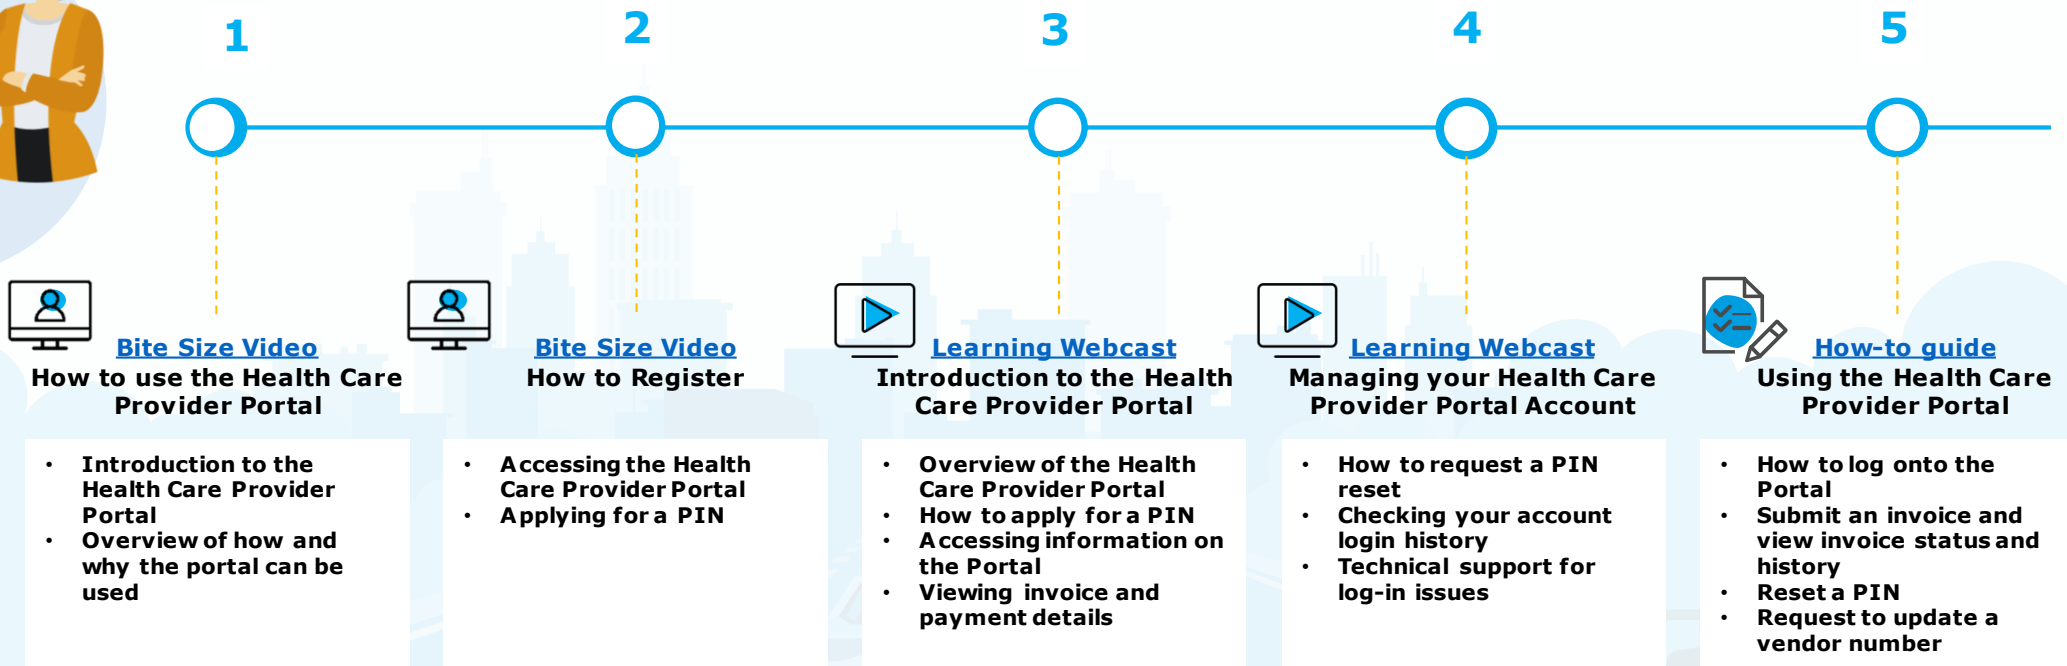 1
2
3
4
5
Bite Size Video
How to use the Health Care
Provider Portal
• Introduction to the
Health Care Provider
Portal
• Overview of how and
why the portal can be
used
Bite Size Video
How to Register
• Accessing the Health
Care Provider Portal
• Applying for a PIN
Learning Webcast
Introduction to the Health
Care Provider Portal
• Overview of the Health
Care Provider Portal
• How to apply for a PIN
• Accessing information on
the Portal
• Viewing invoice and
payment details
Learning Webcast
Managing your Health Care
Provider Portal Account
• How to request a PIN
reset
• Checking your account
login history
• Technical support for
log-in issues
How-to guide
Using the Health Care
Provider Portal
• How to log onto the
Portal
• Submit an invoice and
view invoice status and
history
• Reset a PIN
• Request to update a
vendor number